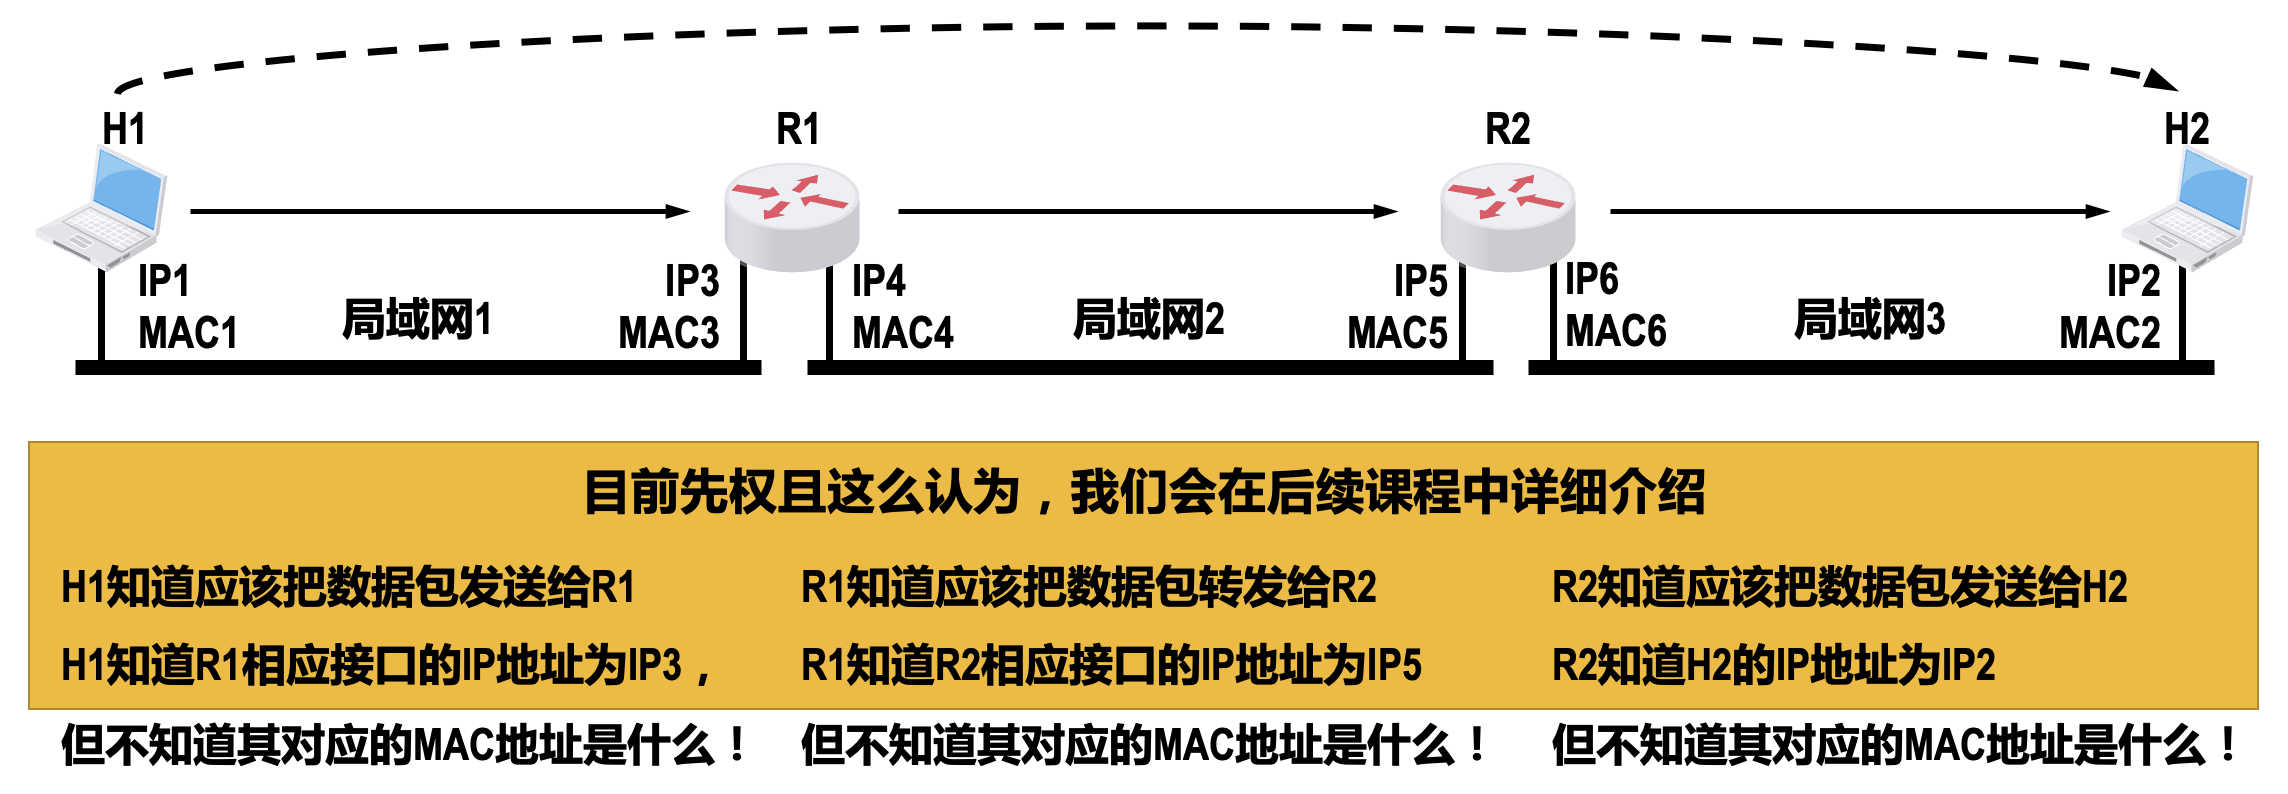 H1
R1
R2
H2
IP1
MAC1
局域网1
IP3
MAC3
IP4
MAC4
局域网2
IP5
MAC5
IP6
MAC6
局域网3
IP2
MAC2
目前先权且这么认为，我们会在后续课程中详细介绍
H1知道应该把数据包发送给R1
H1知道R1相应接口的IP地址为IP3，
但不知道其对应的MAC地址是什么！
R1知道应该把数据包转发给R2
R1知道R2相应接口的IP地址为IP5
但不知道其对应的MAC地址是什么！
R2知道应该把数据包发送给H2
R2知道H2的IP地址为IP2
但不知道其对应的MAC地址是什么！